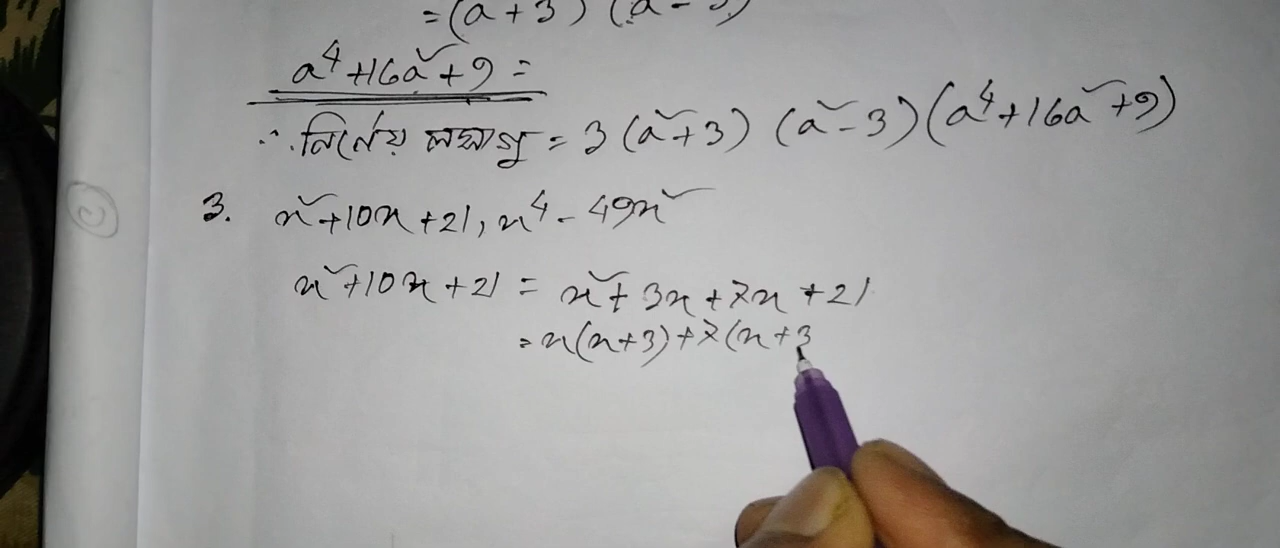 =(a+3) (a-3)
a⁴+16a²+9=
∴ নির্নেয় লসাগু = 3(a²+3) (a²-3)(a⁴+16a²+9)
3. x²+10x+21, x⁴-49x²
x²+10x+21 = x²+3x+7x+21
=x(x+3)+7(x+3